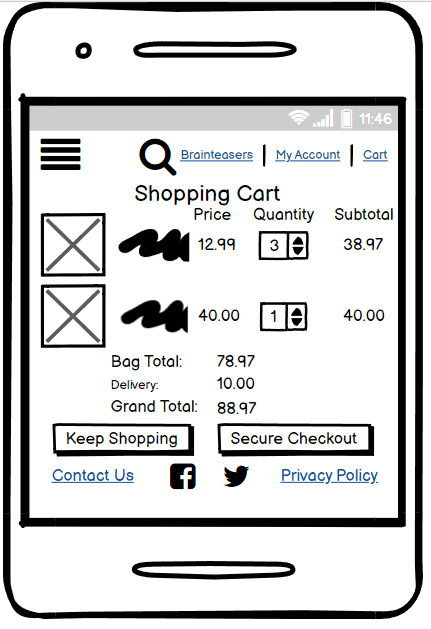 11:46
Brainteasers | My Account | Cart
Shopping Cart
Price Quantity Subtotal
12.99 3 38.97
40.00 1 40.00
Bag Total: 78.97
Delivery: 10.00
Grand Total: 88.97
Keep Shopping Secure Checkout
Contact Us Privacy Policy